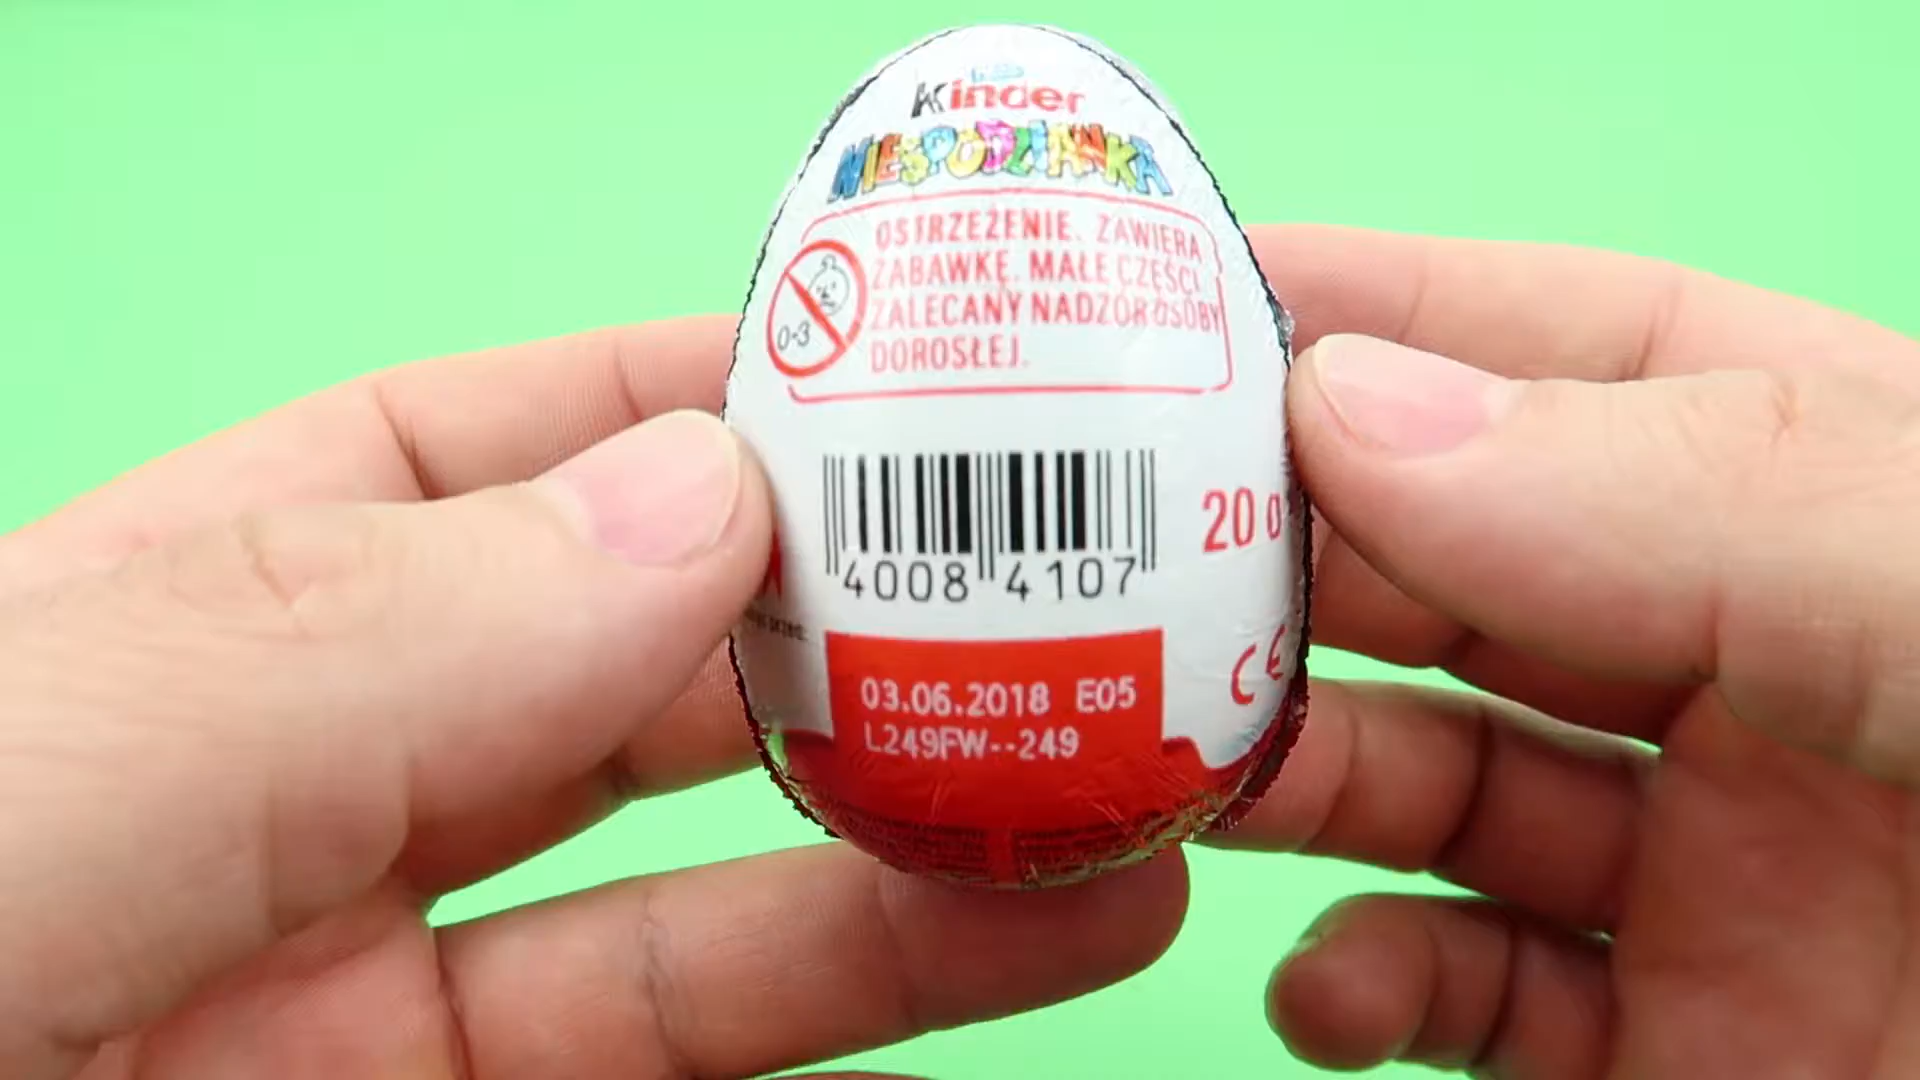 kinder
NIESPODZIANKA
OSTRZEŻENIE. ZAWIERA
ZABAWKĘ. MAŁE CZĘŚCI
ZALECANY NADZÓR OSOBY
DOROSŁEJ.
0-3
4008 4107
20 g
CE
03.06.2018 E05
L249FW--249